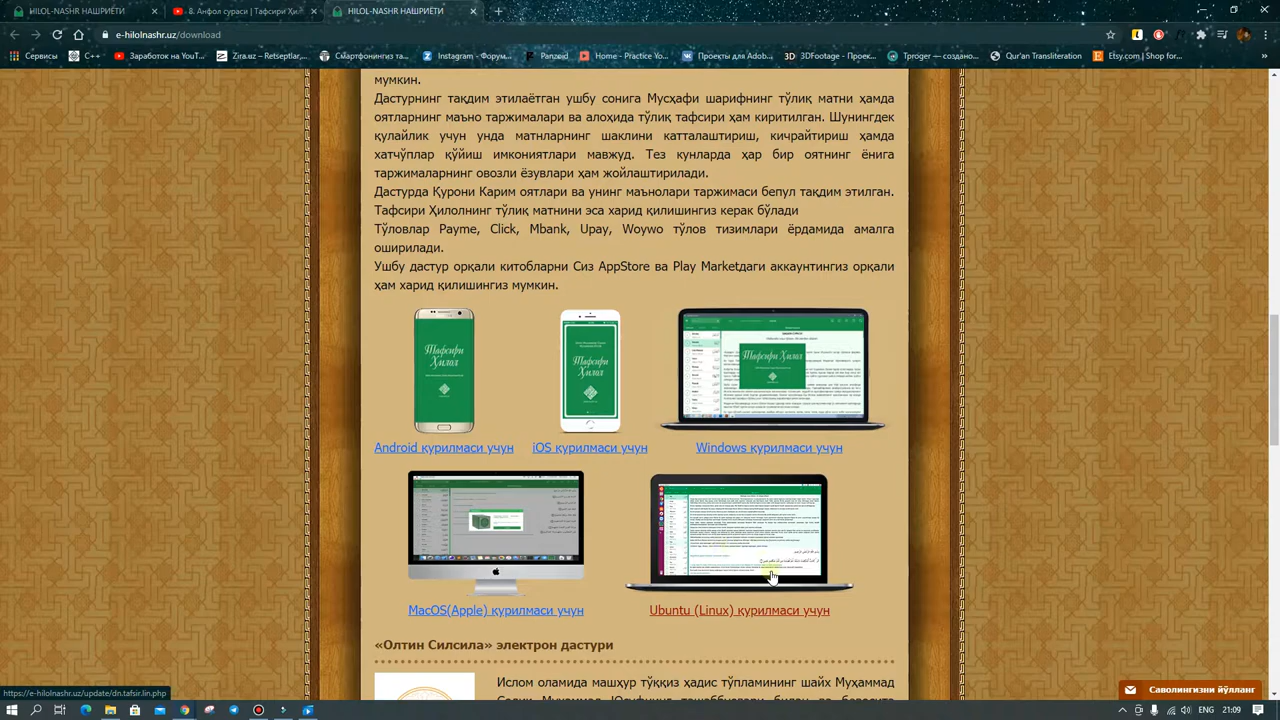 HILOL-NASHR НАШРИЁТИ
8. Анфол сураси | Тафсири Ҳил
HILOL-NASHR НАШРИЁТИ
e-hilolnashr.uz/download
Сервисы
C++
Заработок на YouT...
Zira.uz - Retseptlar,...
Смартфонингиз та...
Instagram - Форум...
Panzoid
Home - Practice Yo...
Проекты для Adob...
3DFootage - Проек...
Tproger — создано...
Qur'an Transliteration
Etsy.com | Shop for...
мумкин.
Дастурнинг тақдим этилаётган ушбу сонига Мусҳафи шарифнинг тўлиқ матни ҳамда
оятларнинг маъно таржималари ва алоҳида тўлиқ тафсири ҳам киритилган. Шунингдек
қулайлик учун унда матнларнинг шаклини катталаштириш, кичрайтириш ҳамда
хатчўплар қўйиш имкониятлари мавжуд. Тез кунларда ҳар бир оятнинг ёнига
таржималарнинг овозли ёзувлари ҳам жойлаштирилади.
Дастурда Қурони Карим оятлари ва унинг маънолари таржимаси бепул тақдим этилган.
Тафсири Ҳилолнинг тўлиқ матнини эса харид қилишингиз керак бўлади
Тўловлар Payme, Click, Mbank, Upay, Woywo тўлов тизимлари ёрдамида амалга
оширилади.
Ушбу дастур орқали китобларни Сиз AppStore ва Play Marketдаги аккаунтингиз орқали
ҳам харид қилишингиз мумкин.
Тафсири Ҳилол
Тафсири Ҳилол
Тафсири Ҳилол
Android қурилмаси учун
iOS қурилмаси учун
Windows қурилмаси учун
MacOS(Apple) қурилмаси учун
Ubuntu (Linux) қурилмаси учун
«Олтин Силсила» электрон дастури
Ислом оламида машҳур тўққиз ҳадис тўпламининг шайх Муҳаммад
https://e-hilolnashr.uz/update/dn.tafsir.lin.php
Саволингизни йўлланг
ENG
21:09